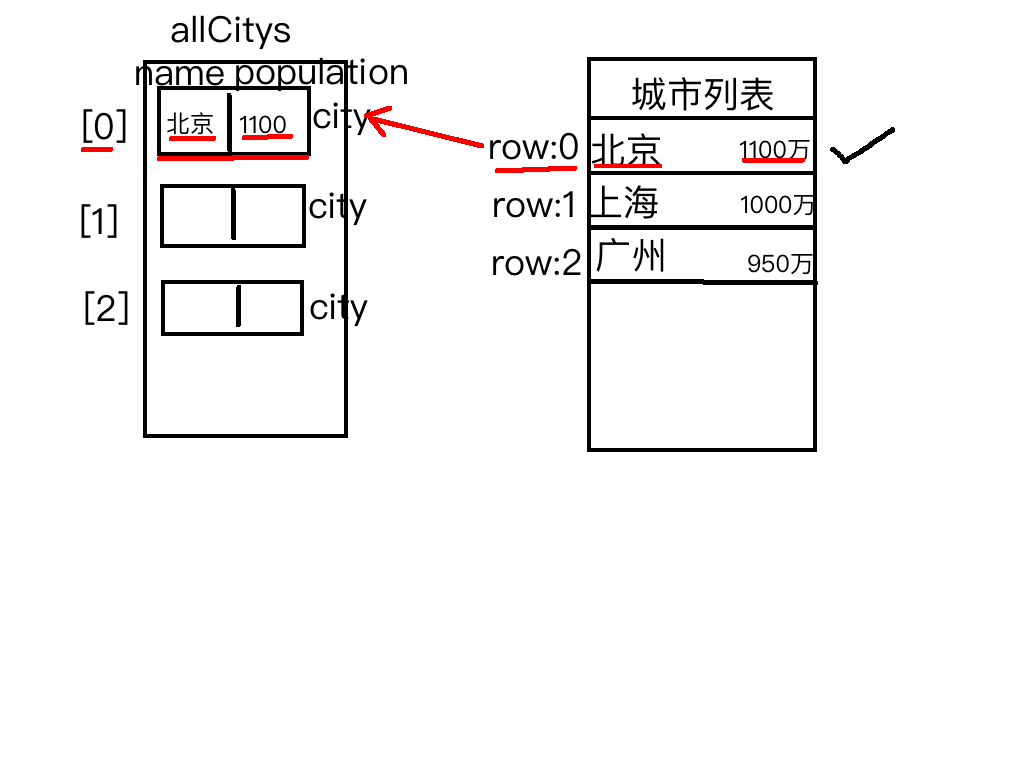 allCitys
name population
[0] 北京 1100 city
[1] city
[2] city
城市列表
row:0 北京 1100万
row:1 上海 1000万
row:2 广州 950万